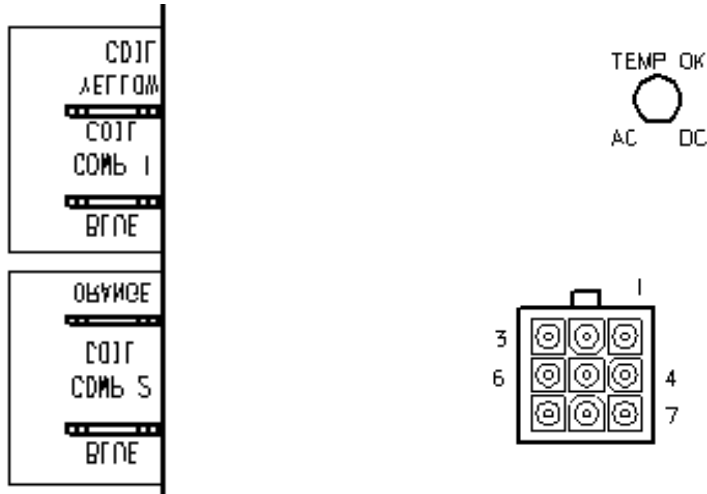 COIL
YELLOW
COIL
COMP 1
BLUE
ORANGE
COIL
COMP 2
BLUE
TEMP OK
AC DC
1
3
6 4
7